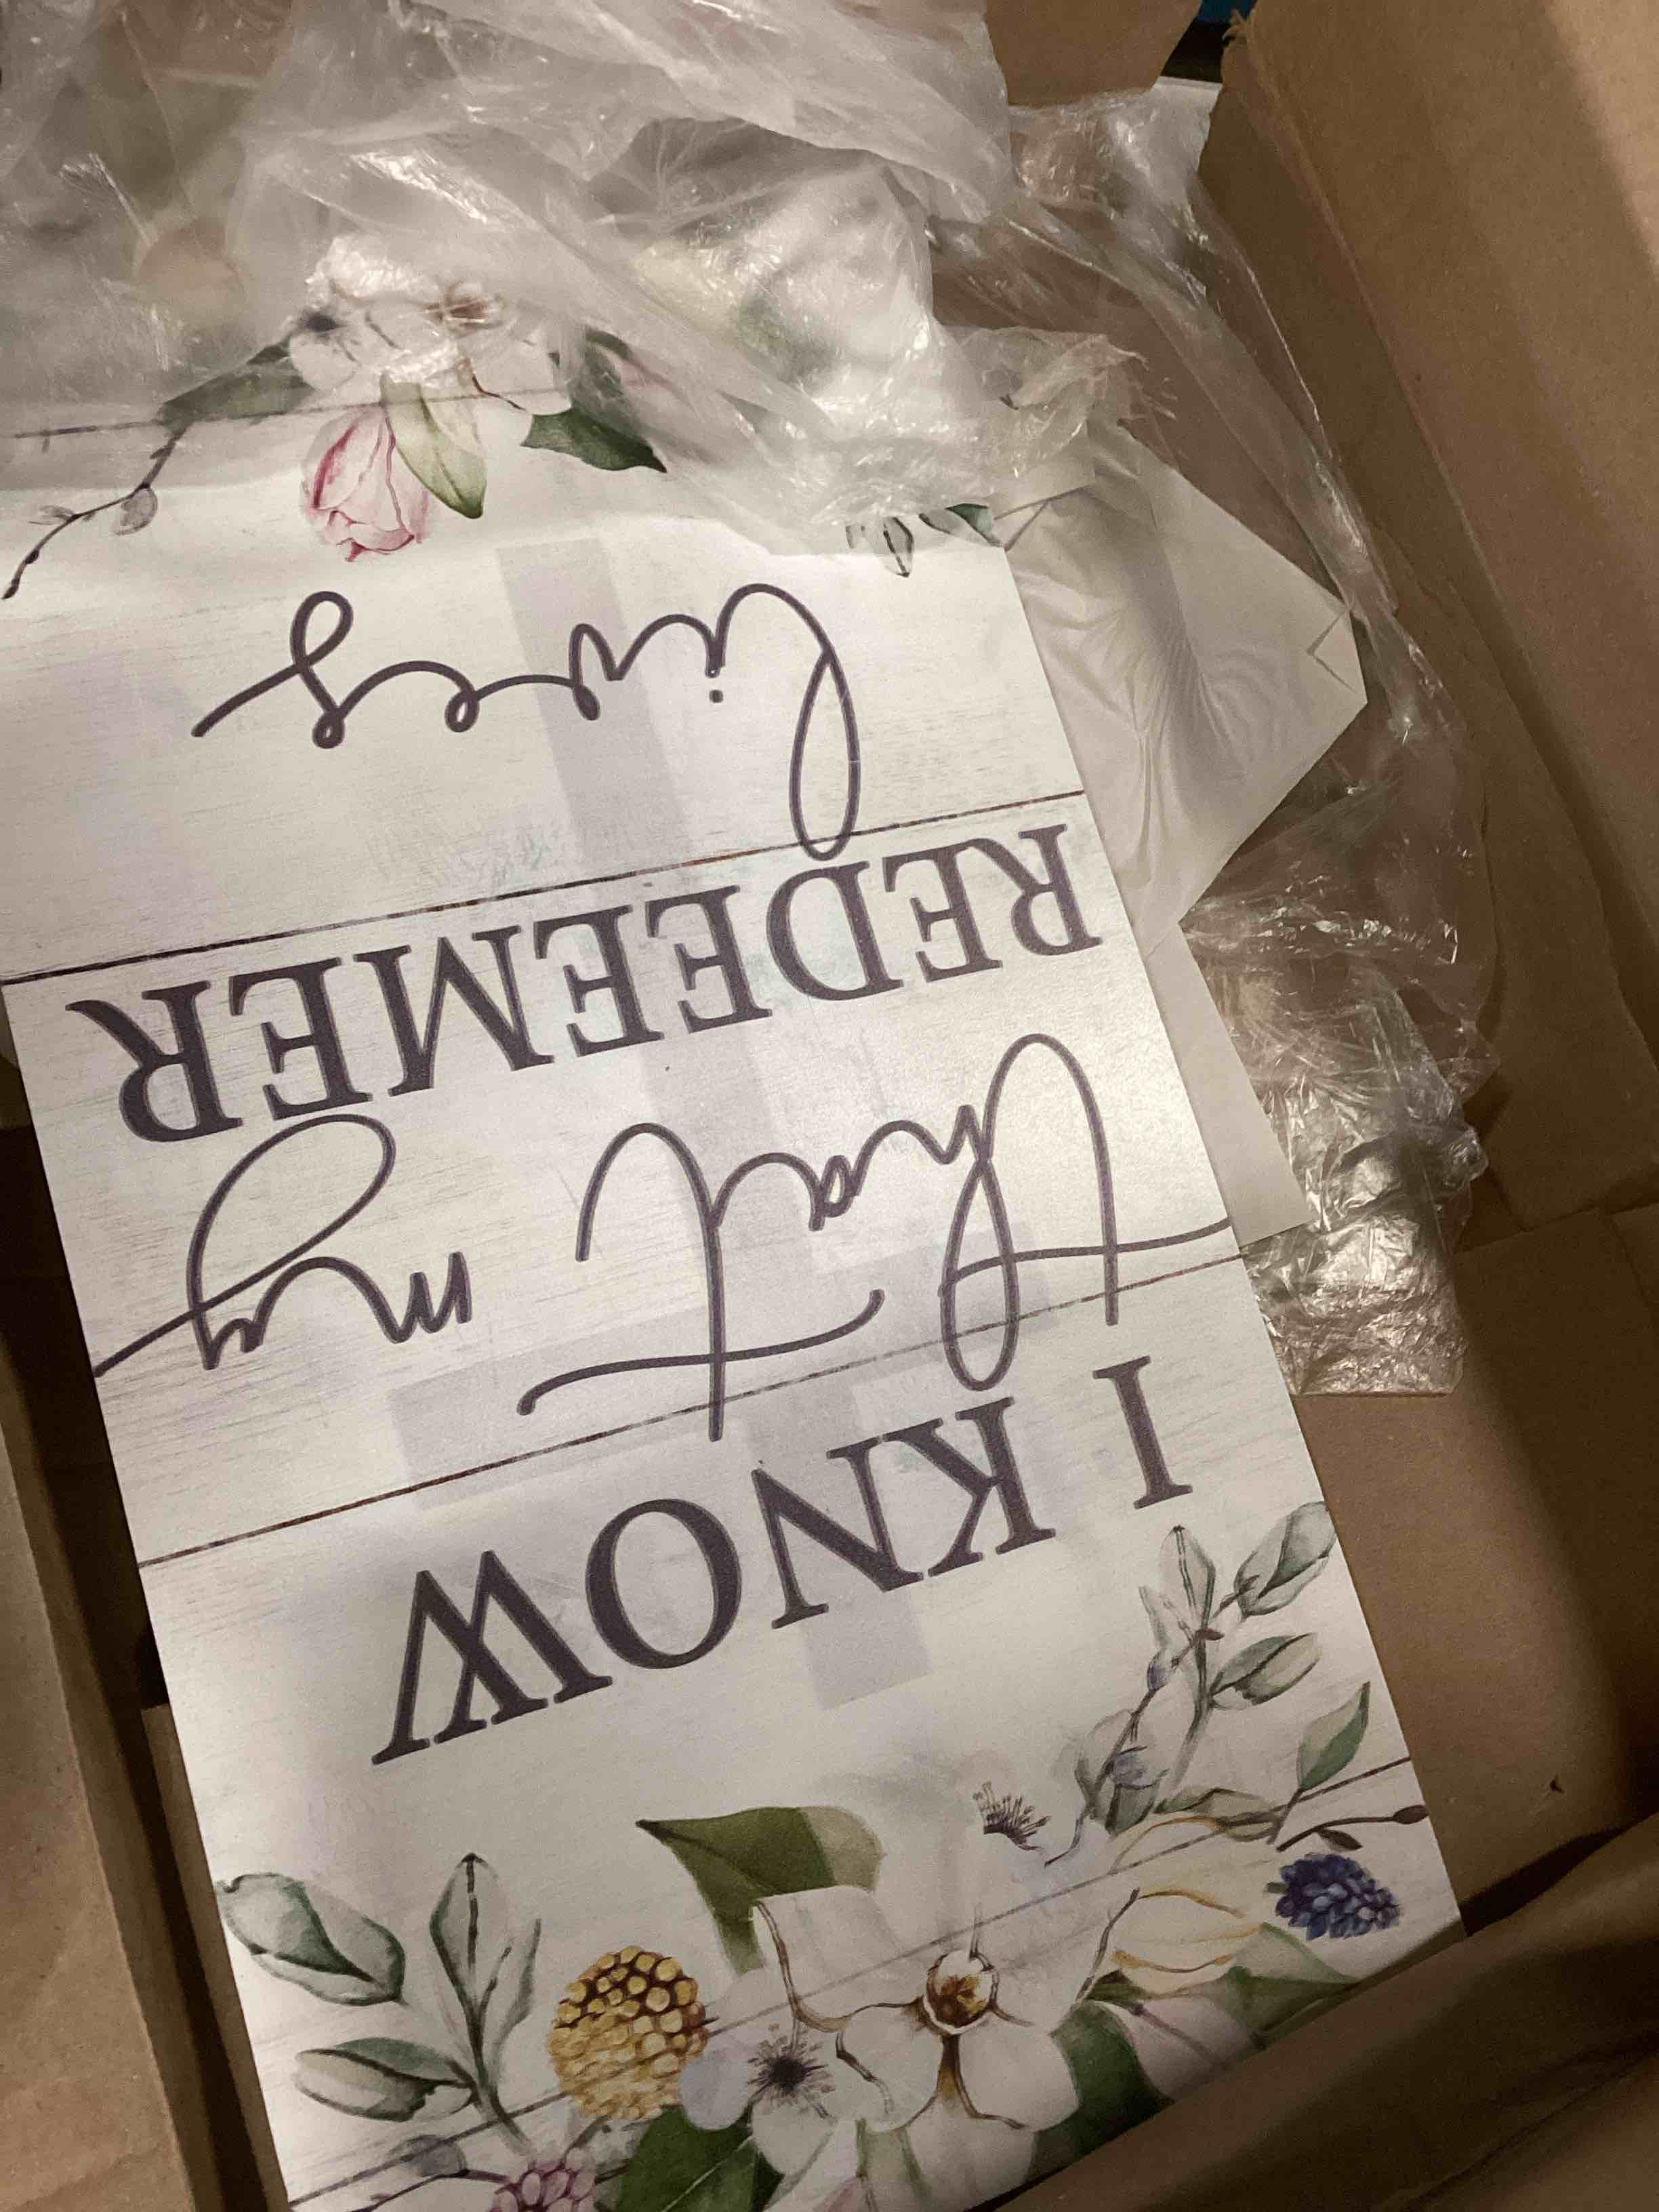 I KNOW
that my
REDEEMER
lives